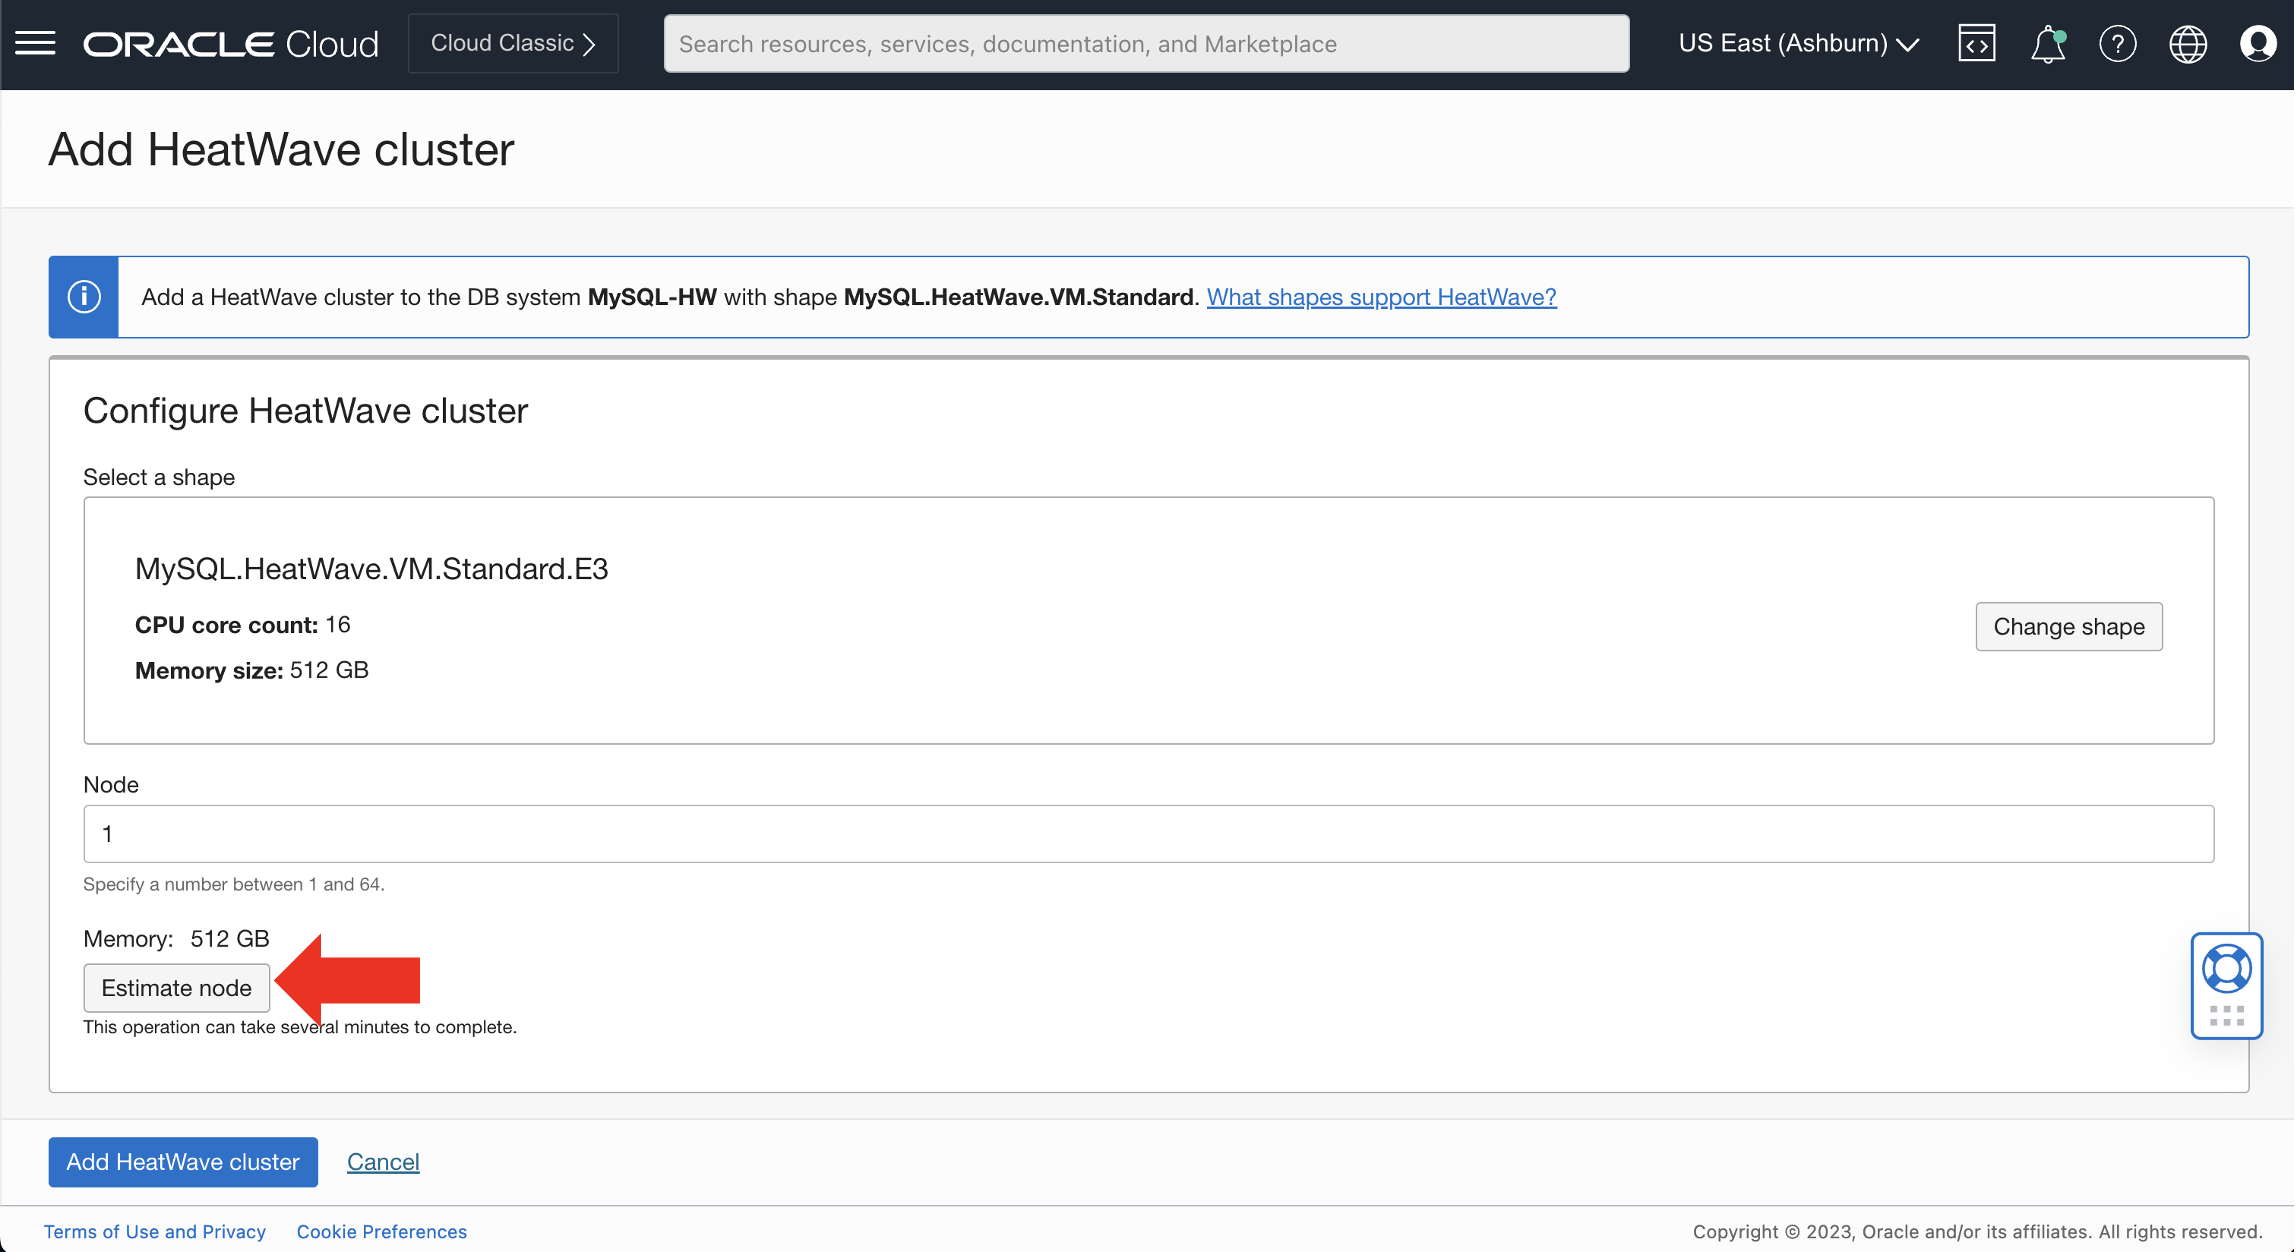 ORACLE Cloud
Cloud Classic
Search resources, services, documentation, and Marketplace
US East (Ashburn)
Add HeatWave cluster
Add a HeatWave cluster to the DB system MySQL-HW with shape MySQL.HeatWave.VM.Standard. What shapes support HeatWave?
Configure HeatWave cluster
Select a shape
MySQL.HeatWave.VM.Standard.E3
CPU core count: 16
Memory size: 512 GB
Change shape
Node
1
Specify a number between 1 and 64.
Memory: 512 GB
Estimate node
This operation can take several minutes to complete.
Add HeatWave cluster
Cancel
Terms of Use and Privacy
Cookie Preferences
Copyright © 2023, Oracle and/or its affiliates. All rights reserved.